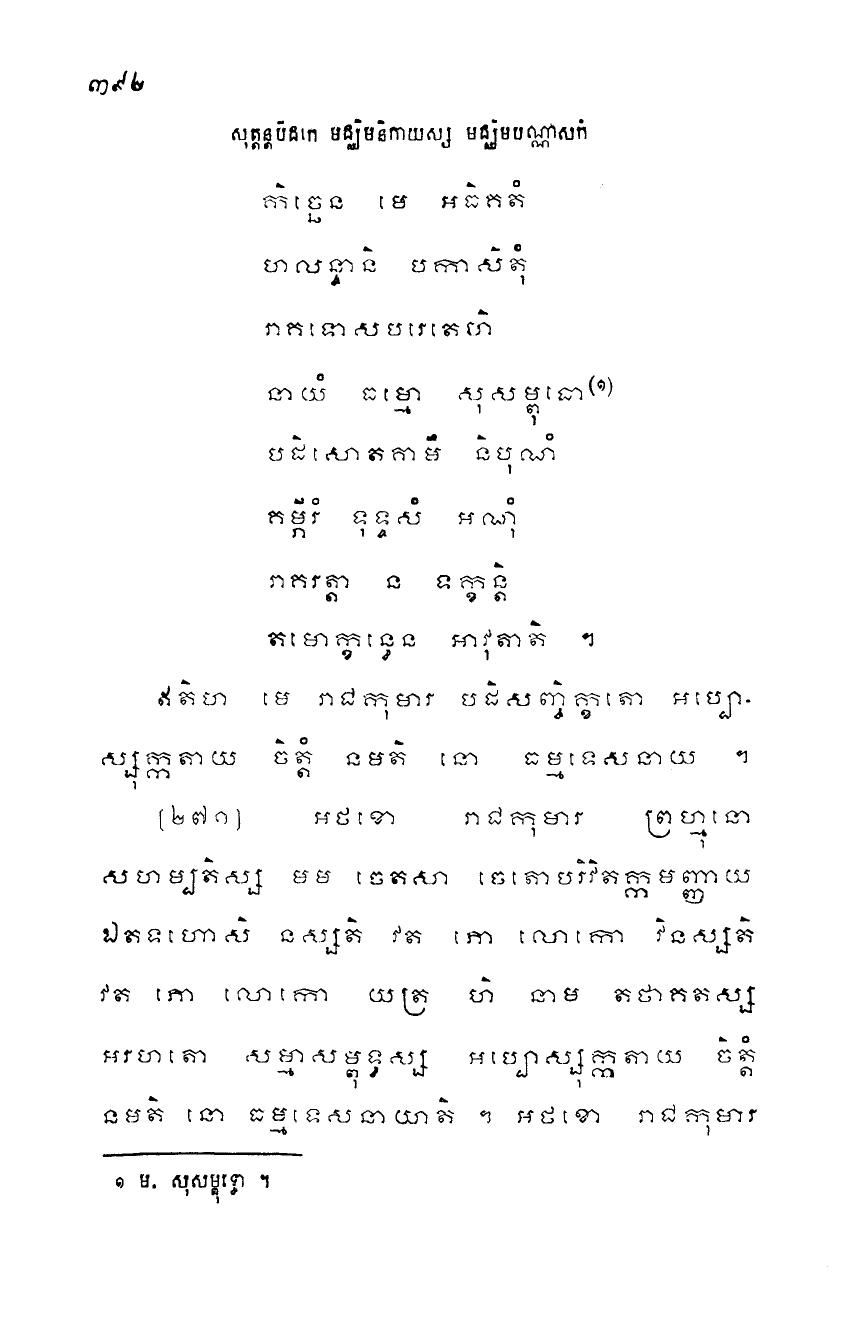 ៣៩២
សុត្តន្តបិដកេ មជ្ឈិមនិកាយស្ស មជ្ឈិមបណ្ណាសកំ
កិច្ឆេន មេ អធិគតំ
ហលន្ទានិ បកាសិតុំ
រាគទោសបរេតេហិ
នាយំ ធម្មោ សុសម្ពុធោ(១)
បដិសោតគាមឹ និបុណំ
គម្ភីរំ ទុទ្ទសំ អណុំ
រាគរត្តា ន ទក្ខន្តិ
តមោក្ខន្ធេន អាវុតាតិ ។
ឥតិហ មេ រាជកុមារ បដិសញ្ចិក្ខតោ អប្បោ-
ស្សុក្កតាយ ចិត្តំ នមតិ នោ ធម្មទេសនាយ ។
[២៧១] អថខោ រាជកុមារ ព្រហ្មុនោ
សហម្បតិស្ស មម ចេតសា ចេតោបរិវិតក្កមញ្ញាយ
ឯតទហោសិ នស្សតិ វត ភោ លោកោ វិនស្សតិ
វត ភោ លោកោ យត្រ ហិ នាម តថាគតស្ស
អរហតោ សម្មាសម្ពុទ្ធស្ស អប្បោស្សុក្កតាយ ចិត្តំ
នមតិ នោ ធម្មទេសនាយាតិ ។ អថខោ រាជកុមារ
១ ម. សុសម្ពុទ្ធោ ។